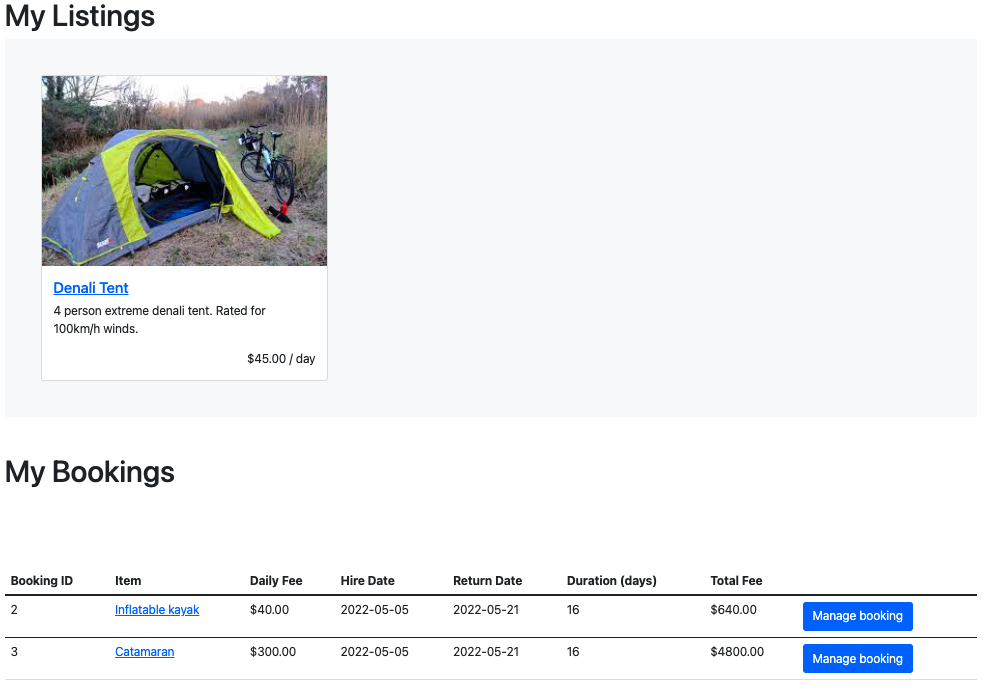 My Listings
Denali Tent
4 person extreme denali tent. Rated for
100km/h winds.
$45.00 / day
My Bookings
Booking ID Item Daily Fee Hire Date Return Date Duration (days) Total Fee
2 Inflatable kayak $40.00 2022-05-05 2022-05-21 16 $640.00 Manage booking
3 Catamaran $300.00 2022-05-05 2022-05-21 16 $4800.00 Manage booking